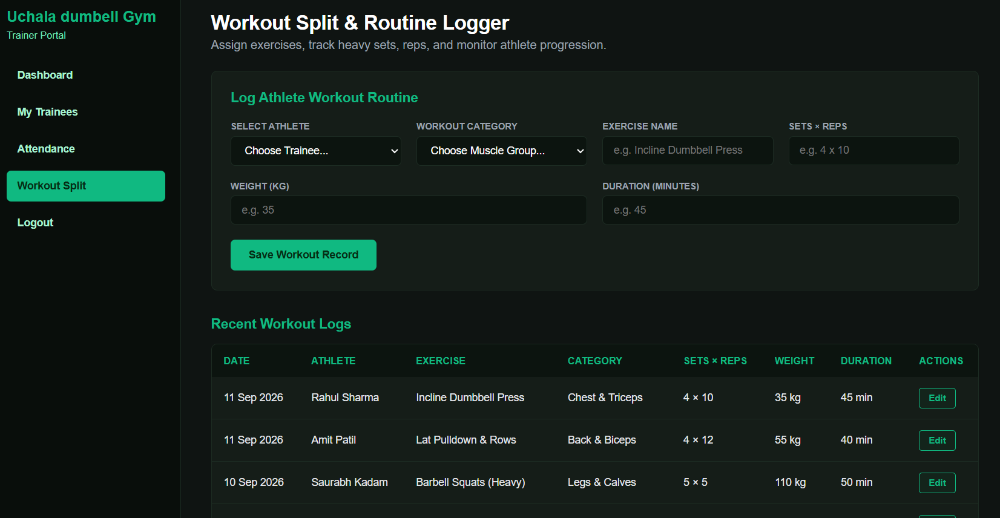 Uchala dumbell Gym
Trainer Portal
Dashboard
My Trainees
Attendance
Workout Split
Logout
Workout Split & Routine Logger
Assign exercises, track heavy sets, reps, and monitor athlete progression.
Log Athlete Workout Routine
SELECT ATHLETE WORKOUT CATEGORY EXERCISE NAME SETS × REPS
Choose Trainee... Choose Muscle Group... e.g. Incline Dumbbell Press e.g. 4 x 10
WEIGHT (KG) DURATION (MINUTES)
e.g. 35 e.g. 45
Save Workout Record
Recent Workout Logs
DATE ATHLETE EXERCISE CATEGORY SETS × REPS WEIGHT DURATION ACTIONS
11 Sep 2026 Rahul Sharma Incline Dumbbell Press Chest & Triceps 4 × 10 35 kg 45 min Edit
11 Sep 2026 Amit Patil Lat Pulldown & Rows Back & Biceps 4 × 12 55 kg 40 min Edit
10 Sep 2026 Saurabh Kadam Barbell Squats (Heavy) Legs & Calves 5 × 5 110 kg 50 min Edit